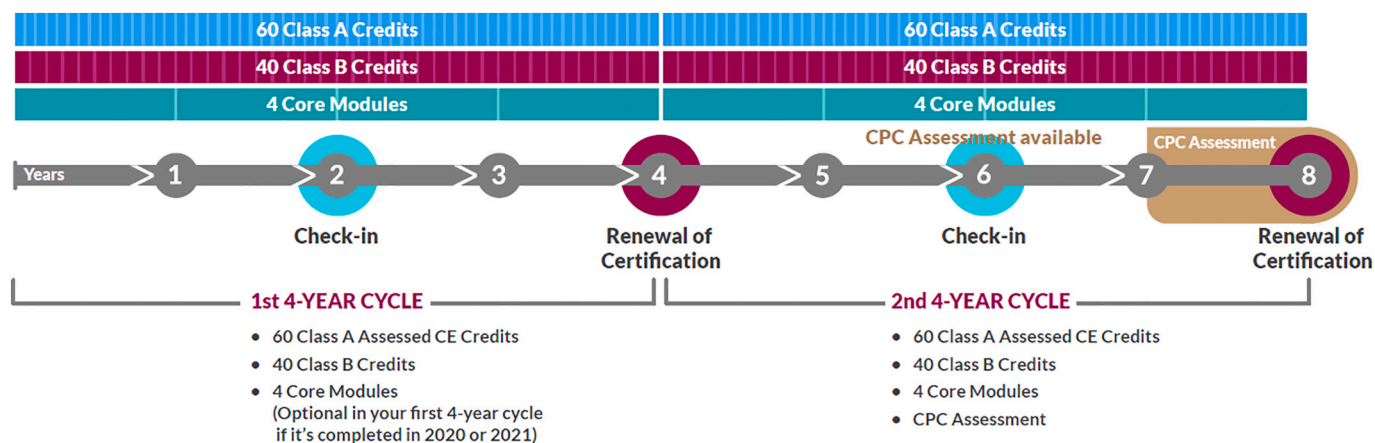 60 Class A Credits
60 Class A Credits
40 Class B Credits
40 Class B Credits
4 Core Modules
4 Core Modules
CPC Assessment available
CPC Assessment
Years
1
2
3
4
5
6
7
8
Check-in
Renewal of
Certification
Check-in
Renewal of
Certification
1st 4-YEAR CYCLE
• 60 Class A Assessed CE Credits
• 40 Class B Credits
• 4 Core Modules
(Optional in your first 4-year cycle
if it's completed in 2020 or 2021)
2nd 4-YEAR CYCLE
• 60 Class A Assessed CE Credits
• 40 Class B Credits
• 4 Core Modules
• CPC Assessment